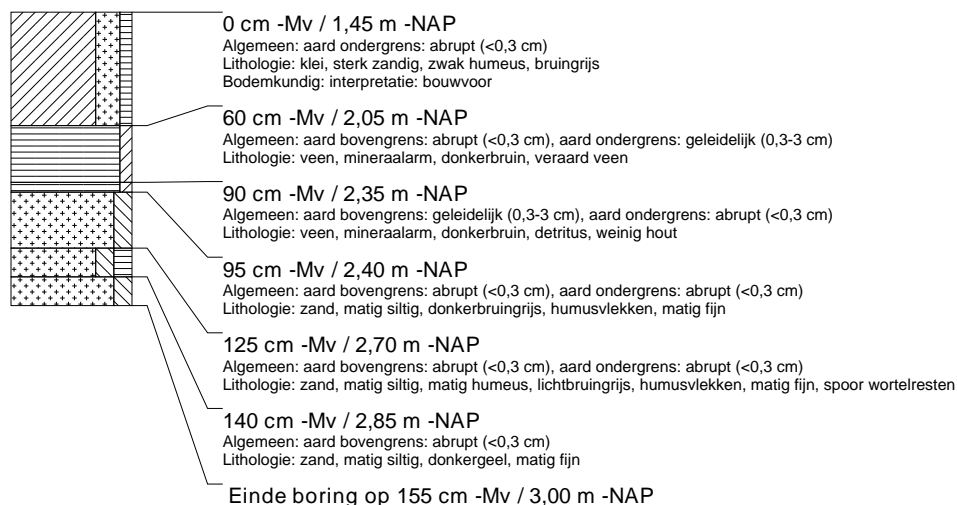 0 cm -Mv / 1,45 m -NAP
Algemeen: aard ondergrens: abrupt (<0,3 cm)
Lithologie: klei, sterk zandig, zwak humeus, bruingrijs
Bodemkundig: interpretatie: bouwvoor
60 cm -Mv / 2,05 m -NAP
Algemeen: aard bovengrens: abrupt (<0,3 cm), aard ondergrens: geleidelijk (0,3-3 cm)
Lithologie: veen, mineraalarm, donkerbruin, veraard veen
90 cm -Mv / 2,35 m -NAP
Algemeen: aard bovengrens: geleidelijk (0,3-3 cm), aard ondergrens: abrupt (<0,3 cm)
Lithologie: veen, mineraalarm, donkerbruin, detritus, weinig hout
95 cm -Mv / 2,40 m -NAP
Algemeen: aard bovengrens: abrupt (<0,3 cm), aard ondergrens: abrupt (<0,3 cm)
Lithologie: zand, matig siltig, donkerbruingrijs, humusvlekken, matig fijn
125 cm -Mv / 2,70 m -NAP
Algemeen: aard bovengrens: abrupt (<0,3 cm), aard ondergrens: abrupt (<0,3 cm)
Lithologie: zand, matig siltig, matig humeus, lichtbruingrijs, humusvlekken, matig fijn, spoor wortelresten
140 cm -Mv / 2,85 m -NAP
Algemeen: aard bovengrens: abrupt (<0,3 cm)
Lithologie: zand, matig siltig, donkergeel, matig fijn
Einde boring op 155 cm -Mv / 3,00 m -NAP